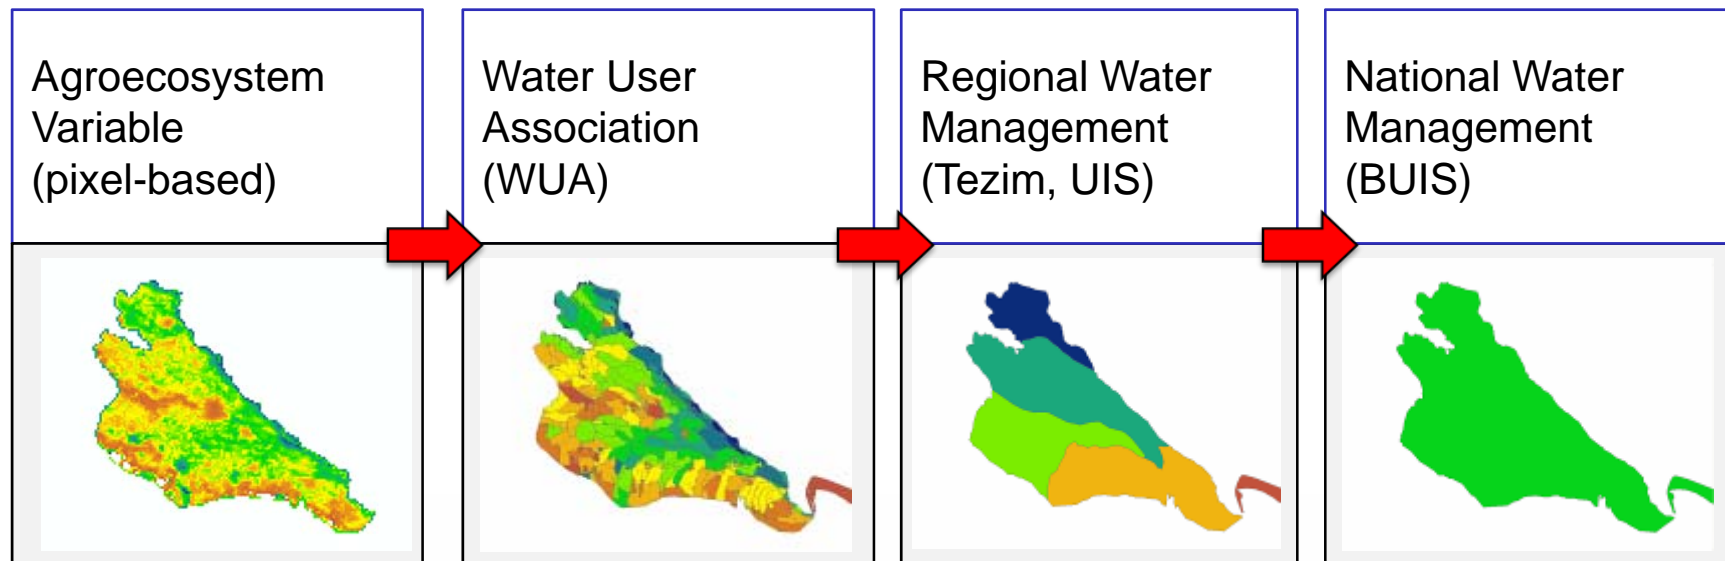 Agroecosystem
Variable
(pixel-based)
Water User
Association
(WUA)
Regional Water
Management
(Tezim, UIS)
National Water
Management
(BUIS)